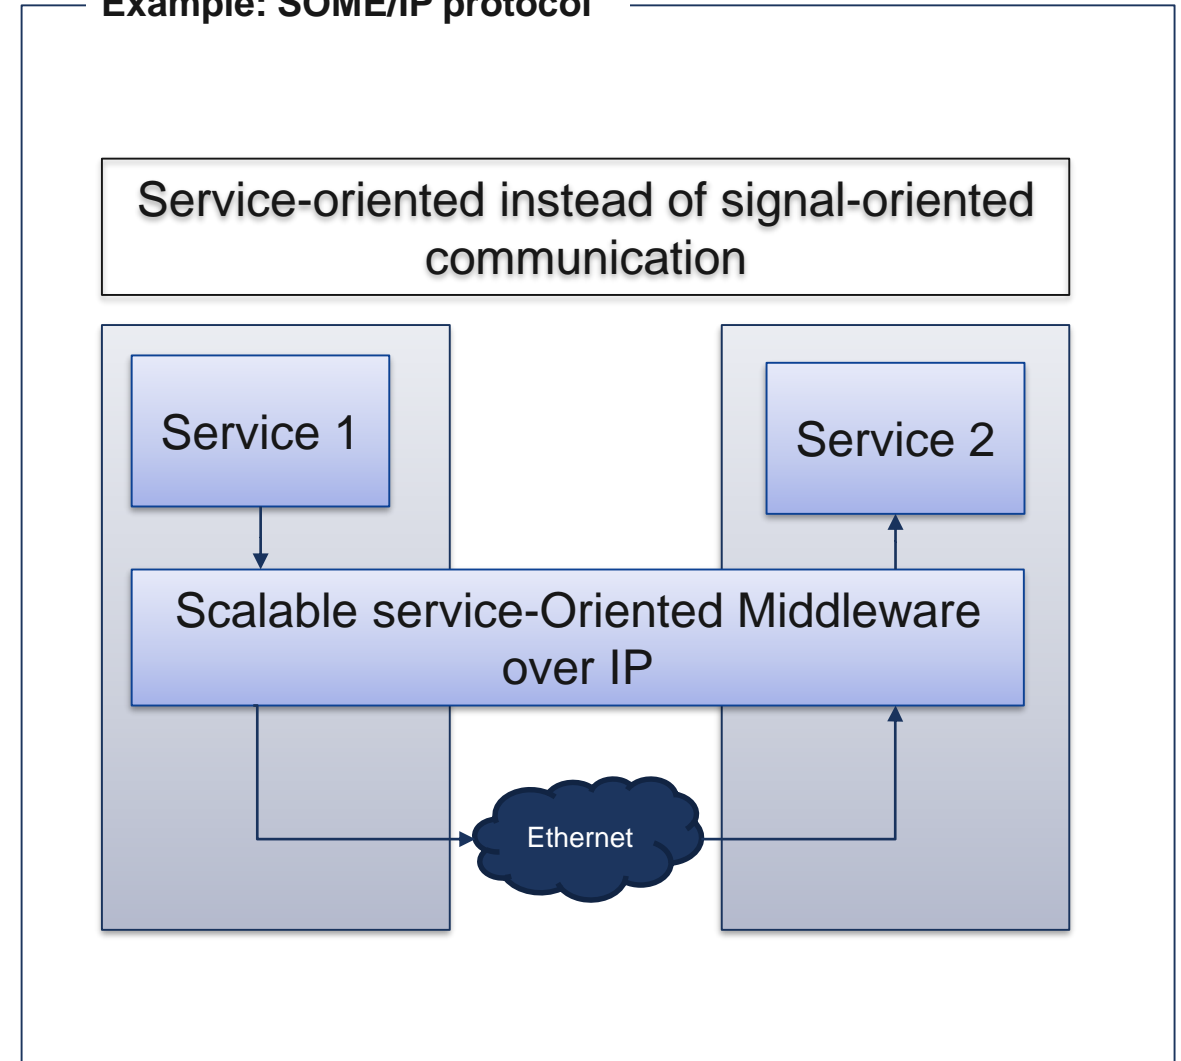 Example: SOME/IP protocol
Service-oriented instead of signal-oriented
communication
Service 1
Service 2
Scalable service-Oriented Middleware
over IP
Ethernet